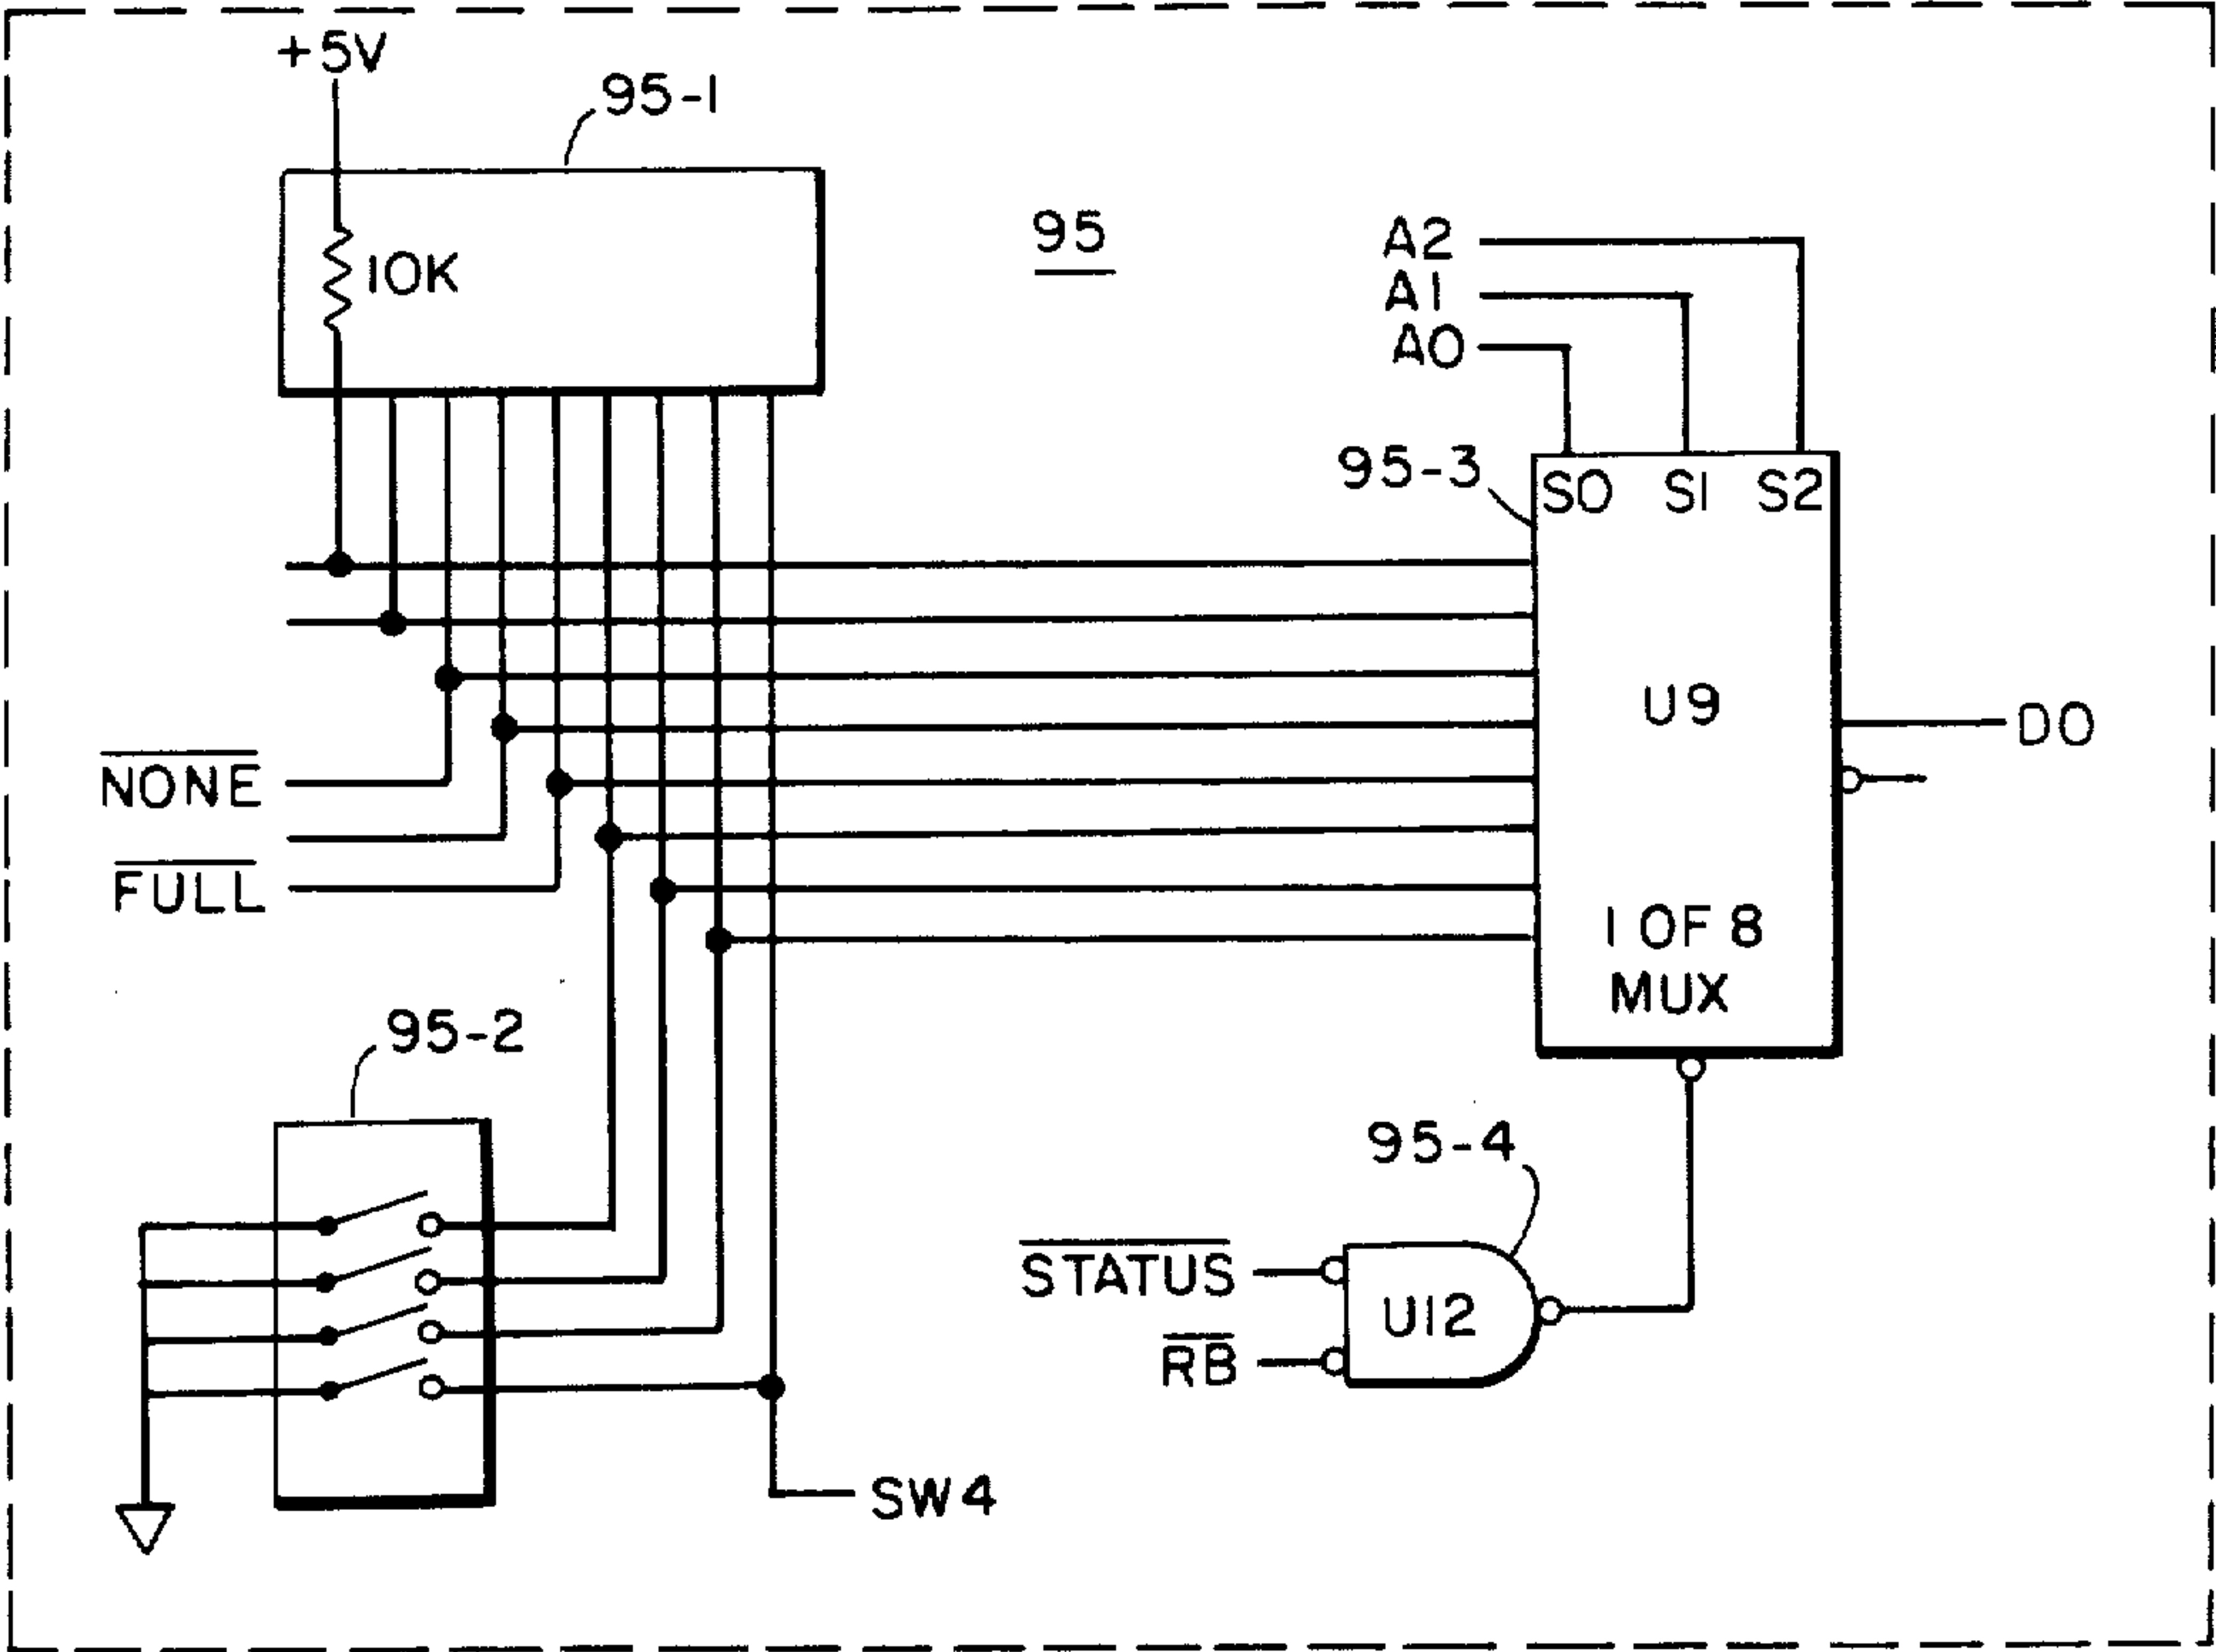 +5V
95-1
10K
95
A2
A1
A0
95-3
S0 S1 S2
U9
1 OF 8
MUX
D0
NONE
FULL
95-2
95-4
STATUS
RB
U12
SW4